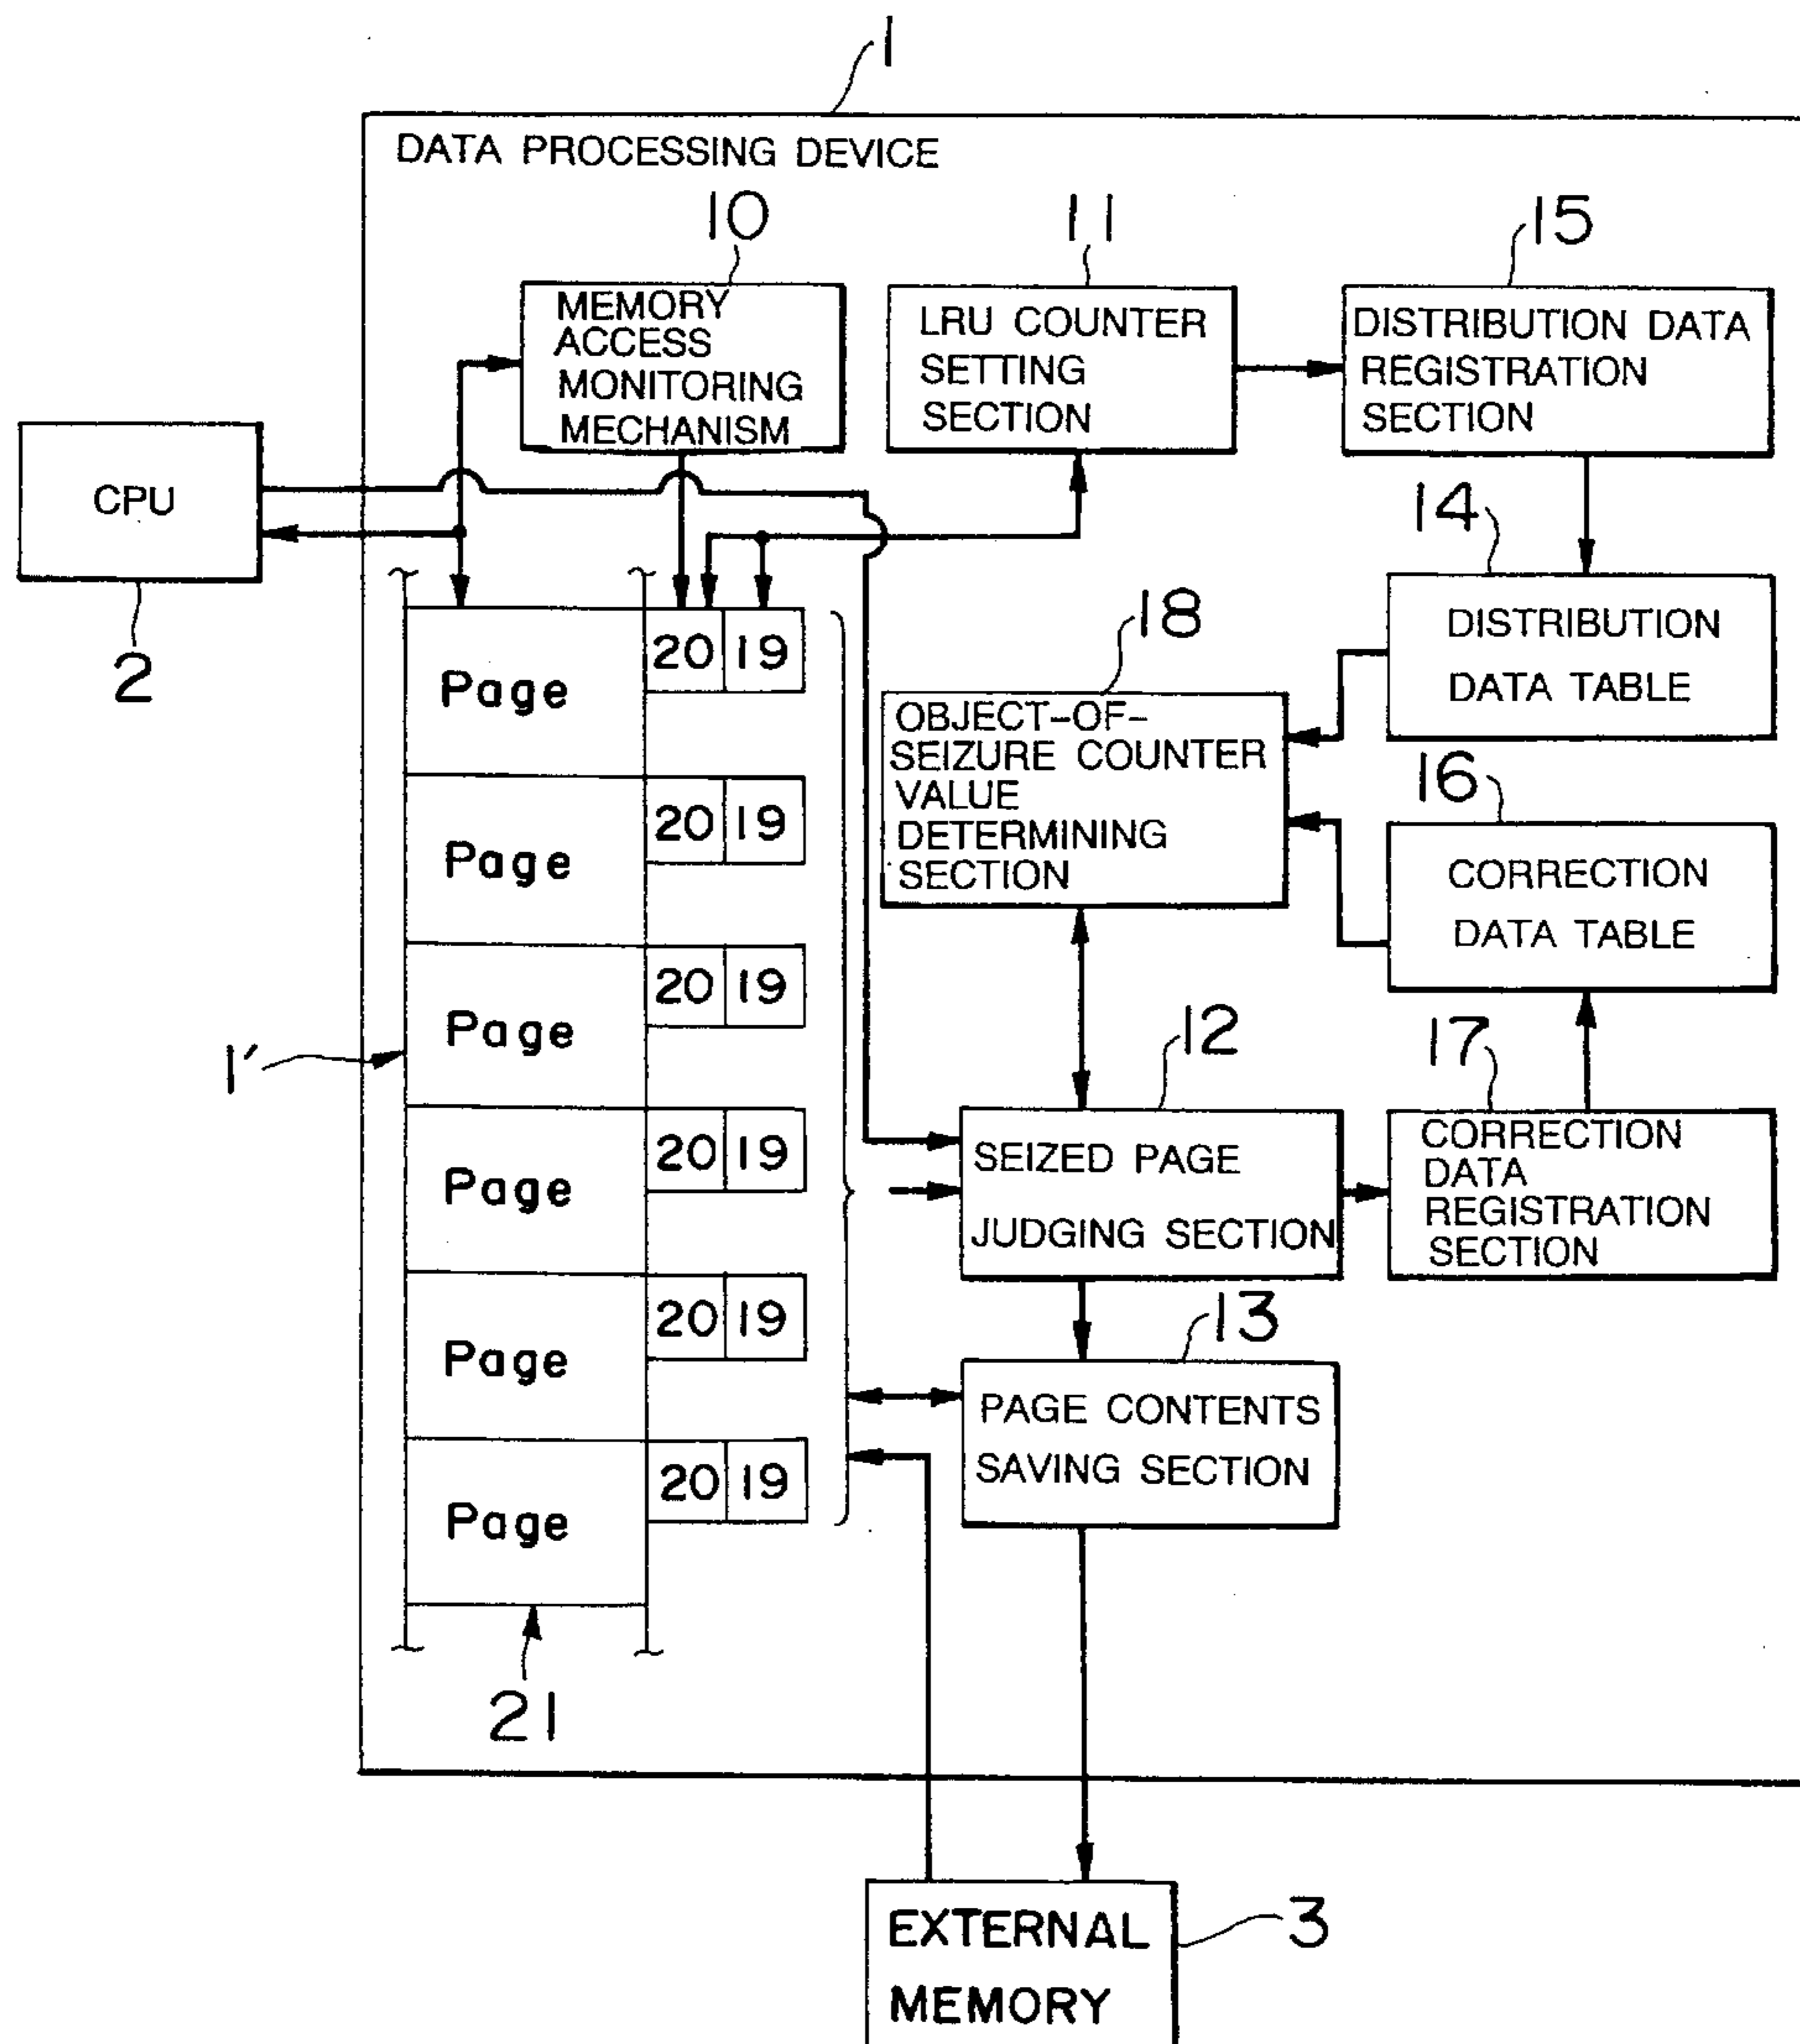 1
DATA PROCESSING DEVICE
10
11
15
MEMORY
ACCESS
MONITORING
MECHANISM
LRU COUNTER
SETTING
SECTION
DISTRIBUTION DATA
REGISTRATION
SECTION
CPU
2
14
DISTRIBUTION
DATA TABLE
18
OBJECT-OF-
SEIZURE COUNTER
VALUE
DETERMINING
SECTION
16
CORRECTION
DATA TABLE
Page
20 19
Page
20 19
Page
20 19
Page
20 19
Page
20 19
Page
20 19
1'
21
12
SEIZED PAGE
JUDGING SECTION
17
CORRECTION
DATA
REGISTRATION
SECTION
13
PAGE CONTENTS
SAVING SECTION
EXTERNAL
MEMORY
3